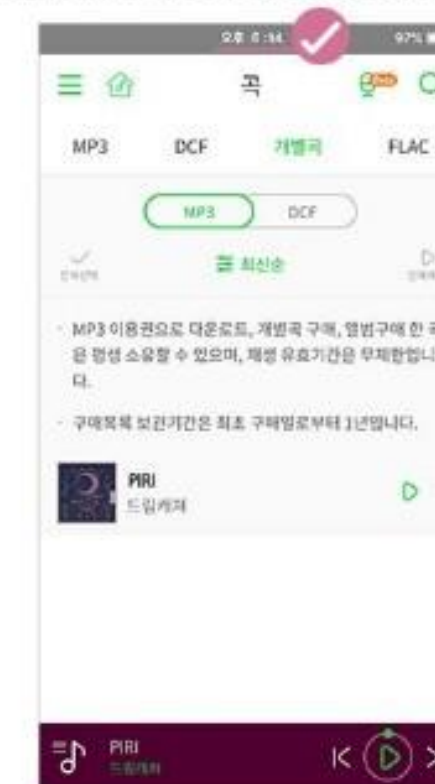 97%
곡
MP3 DCF 개별곡 FLAC
MP3 DCF
최신순
· MP3 이용권으로 다운로드, 개별곡 구매, 앨범구매 한 곡
은 평생 소유할 수 있으며, 재생 유효기간은 무제한입니
다.
· 구매목록 보관기간은 최초 구매일로부터 1년입니다.
PIRI
드림캐쳐
PIRI
드림캐쳐